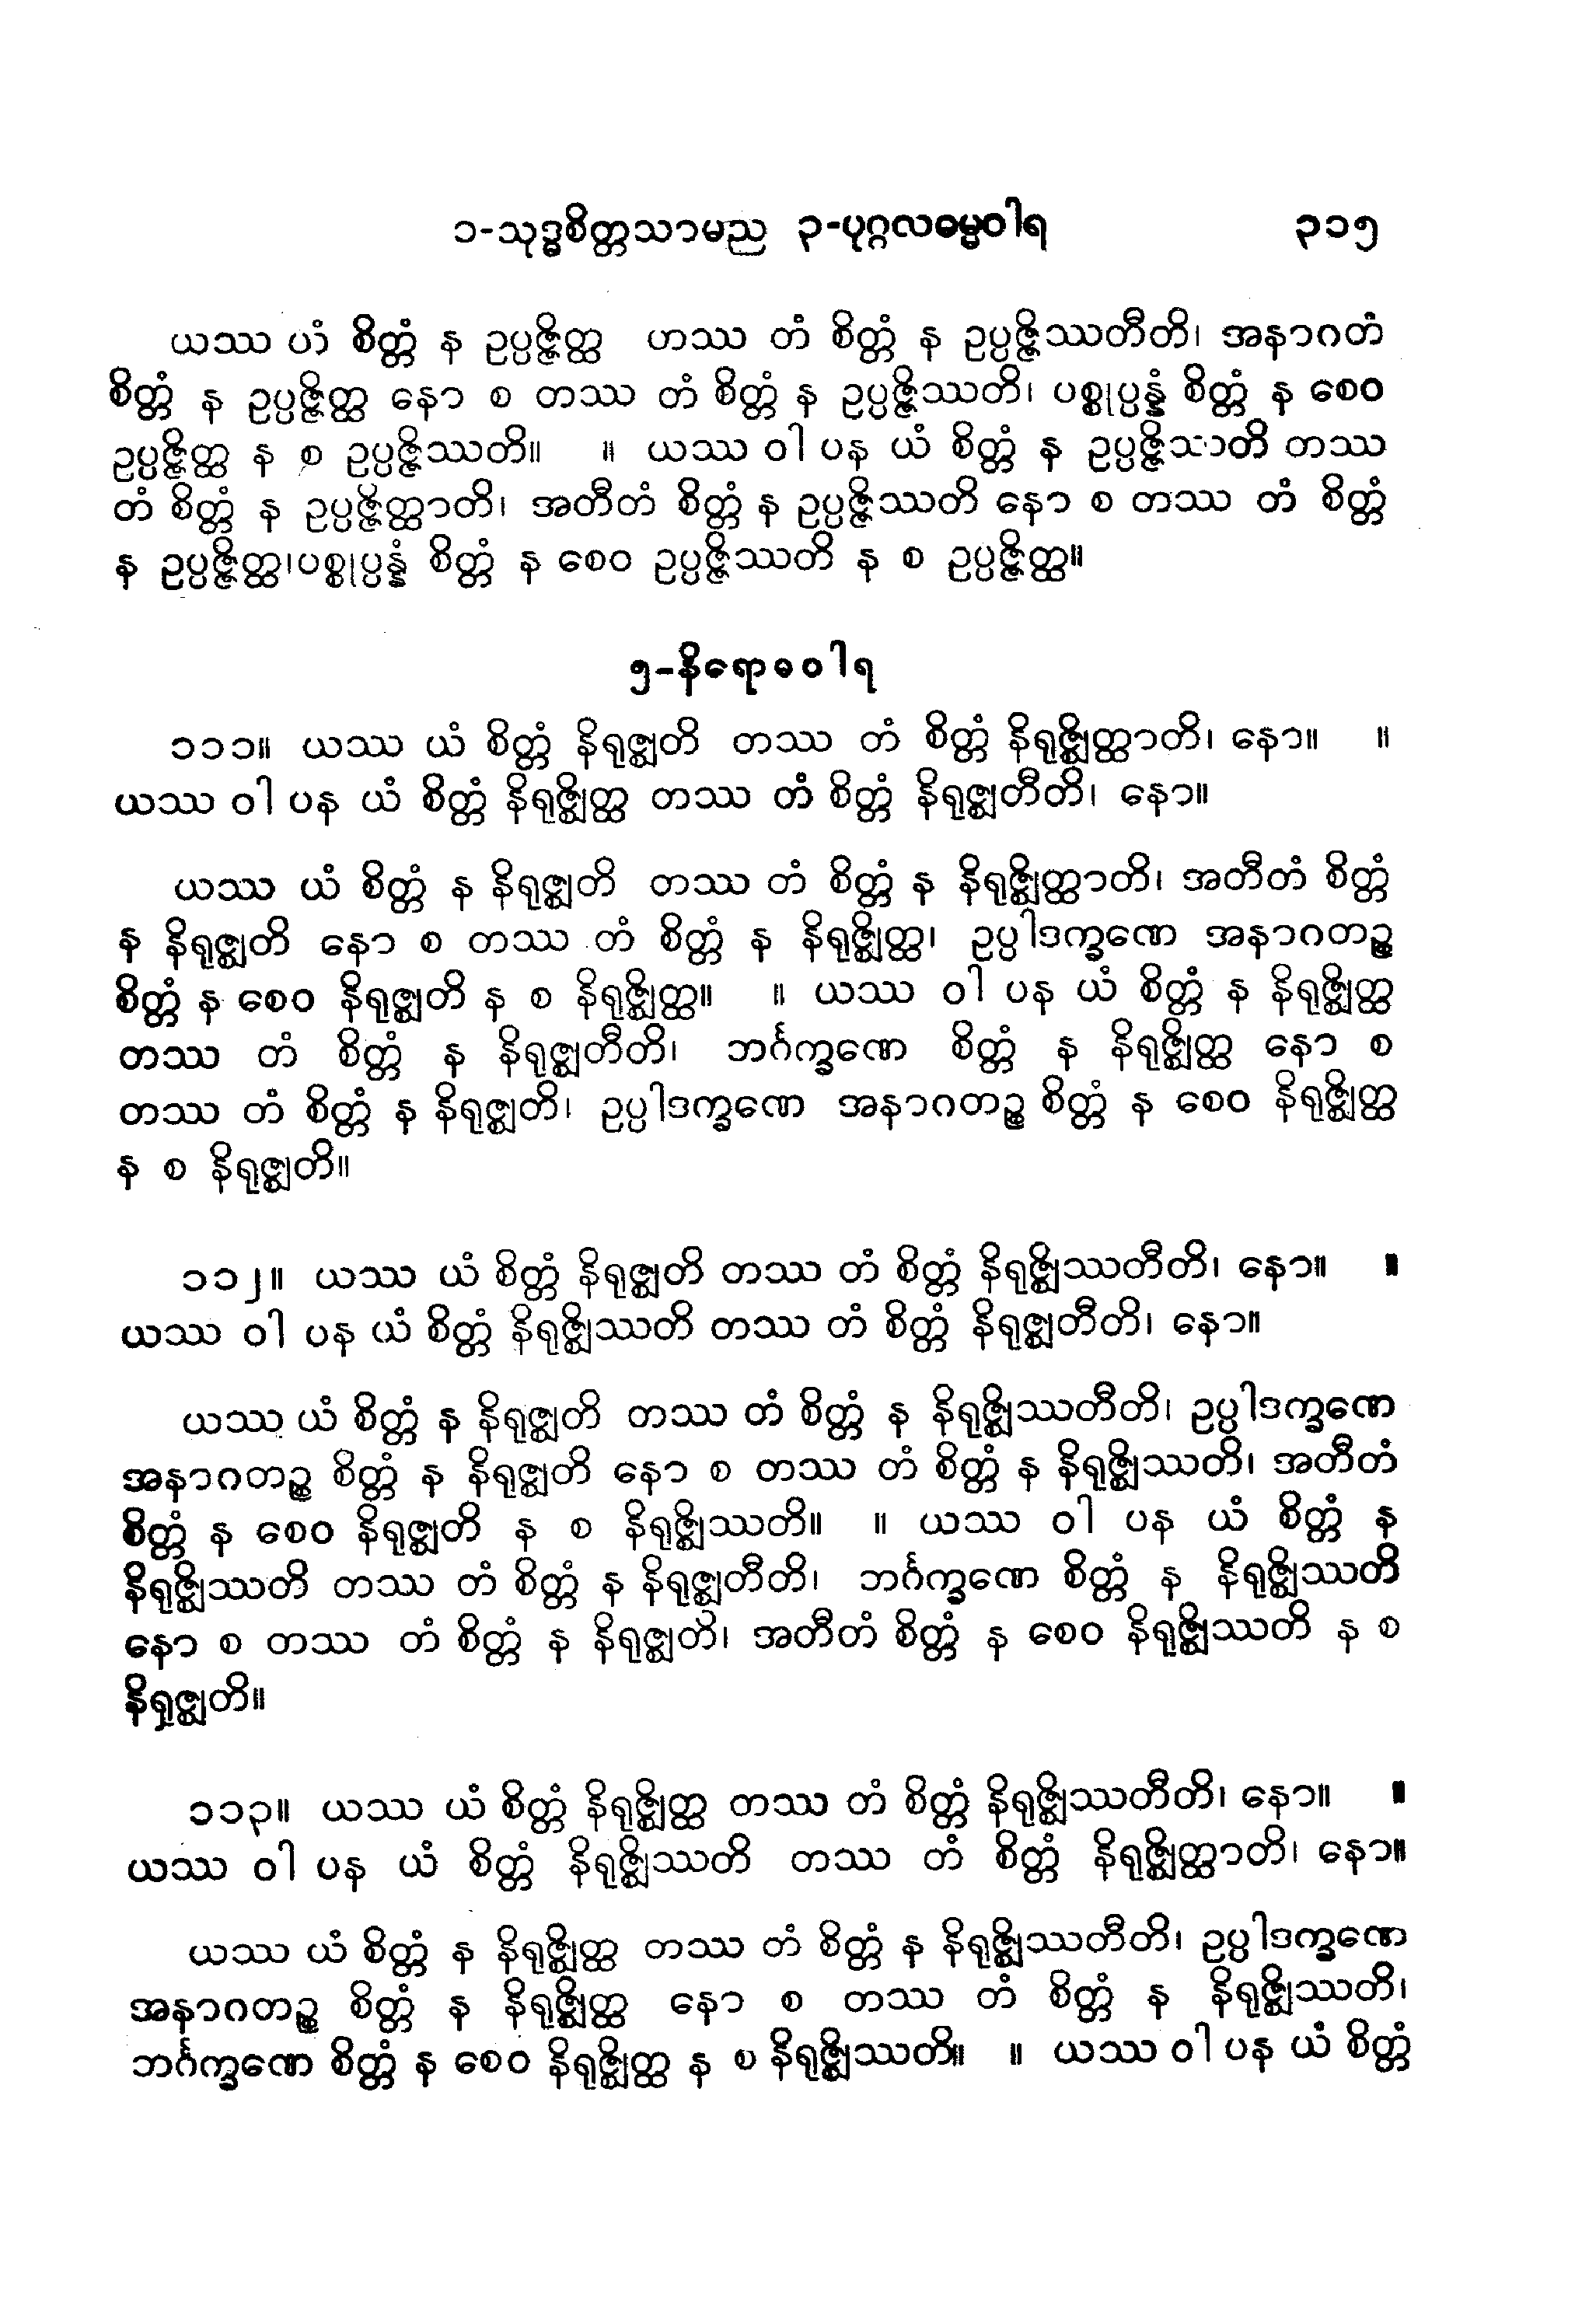 ၁-သုဒ္ဓစိတ္တသာမည ၃-ပုဂ္ဂလဓမ္မဝါရ ၃၁၅
ယဿ ယံ စိတ္တံ န ဥပ္ပဇ္ဇိတ္ထ တဿ တံ စိတ္တံ န ဥပ္ပဇ္ဇိဿတီတိ၊ အနာဂတံ
စိတ္တံ န ဥပ္ပဇ္ဇိတ္ထ နော စ တဿ တံ စိတ္တံ န ဥပ္ပဇ္ဇိဿတိ၊ ပစ္စုပ္ပန္နံ စိတ္တံ န စေဝ
ဥပ္ပဇ္ဇိတ္ထ န စ ဥပ္ပဇ္ဇိဿတိ။ ။ ယဿ ဝါ ပန ယံ စိတ္တံ န ဥပ္ပဇ္ဇိဿတိ တဿ
တံ စိတ္တံ န ဥပ္ပဇ္ဇိတ္ထာတိ၊ အတီတံ စိတ္တံ န ဥပ္ပဇ္ဇိဿတိ နော စ တဿ တံ စိတ္တံ
န ဥပ္ပဇ္ဇိတ္ထ၊ပစ္စုပ္ပန္နံ စိတ္တံ န စေဝ ဥပ္ပဇ္ဇိဿတိ န စ ဥပ္ပဇ္ဇိတ္ထ။
၅-နိရောဓဝါရ
၁၁၁။ ယဿ ယံ စိတ္တံ နိရုဇ္ဈတိ တဿ တံ စိတ္တံ နိရုဇ္ဈိတ္ထာတိ၊ နော။ ။
ယဿ ဝါ ပန ယံ စိတ္တံ နိရုဇ္ဈိတ္ထ တဿ တံ စိတ္တံ နိရုဇ္ဈတီတိ၊ နော။
ယဿ ယံ စိတ္တံ န နိရုဇ္ဈတိ တဿ တံ စိတ္တံ န နိရုဇ္ဈိတ္ထာတိ၊ အတီတံ စိတ္တံ
န နိရုဇ္ဈတိ နော စ တဿ တံ စိတ္တံ န နိရုဇ္ဈိတ္ထ၊ ဥပ္ပါဒက္ခဏေ အနာဂတဉ္စ
စိတ္တံ န စေဝ နိရုဇ္ဈတိ န စ နိရုဇ္ဈိတ္ထ။ ။ ယဿ ဝါ ပန ယံ စိတ္တံ န နိရုဇ္ဈိတ္ထ
တဿ တံ စိတ္တံ န နိရုဇ္ဈတီတိ၊ ဘင်္ဂက္ခဏေ စိတ္တံ န နိရုဇ္ဈိတ္ထ နော စ
တဿ တံ စိတ္တံ န နိရုဇ္ဈတိ၊ ဥပ္ပါဒက္ခဏေ အနာဂတဉ္စ စိတ္တံ န စေဝ နိရုဇ္ဈိတ္ထ
န စ နိရုဇ္ဈတိ။
၁၁၂။ ယဿ ယံ စိတ္တံ နိရုဇ္ဈတိ တဿ တံ စိတ္တံ နိရုဇ္ဈိဿတီတိ၊ နော။ ။
ယဿ ဝါ ပန ယံ စိတ္တံ နိရုဇ္ဈိဿတိ တဿ တံ စိတ္တံ နိရုဇ္ဈတီတိ၊ နော။
ယဿ ယံ စိတ္တံ န နိရုဇ္ဈတိ တဿ တံ စိတ္တံ န နိရုဇ္ဈိဿတီတိ၊ ဥပ္ပါဒက္ခဏေ
အနာဂတဉ္စ စိတ္တံ န နိရုဇ္ဈတိ နော စ တဿ တံ စိတ္တံ န နိရုဇ္ဈိဿတိ၊ အတီတံ
စိတ္တံ န စေဝ နိရုဇ္ဈတိ န စ နိရုဇ္ဈိဿတိ။ ။ ယဿ ဝါ ပန ယံ စိတ္တံ န
နိရုဇ္ဈိဿတိ တဿ တံ စိတ္တံ န နိရုဇ္ဈတီတိ၊ ဘင်္ဂက္ခဏေ စိတ္တံ န နိရုဇ္ဈိဿတိ
နော စ တဿ တံ စိတ္တံ န နိရုဇ္ဈတိ၊ အတီတံ စိတ္တံ န စေဝ နိရုဇ္ဈိဿတိ န စ
နိရုဇ္ဈတိ။
၁၁၃။ ယဿ ယံ စိတ္တံ နိရုဇ္ဈိတ္ထ တဿ တံ စိတ္တံ နိရုဇ္ဈိဿတီတိ၊ နော။ ။
ယဿ ဝါ ပန ယံ စိတ္တံ နိရုဇ္ဈိဿတိ တဿ တံ စိတ္တံ နိရုဇ္ဈိတ္ထာတိ၊ နော။
ယဿ ယံ စိတ္တံ န နိရုဇ္ဈိတ္ထ တဿ တံ စိတ္တံ န နိရုဇ္ဈိဿတီတိ၊ ဥပ္ပါဒက္ခဏေ
အနာဂတဉ္စ စိတ္တံ န နိရုဇ္ဈိတ္ထ နော စ တဿ တံ စိတ္တံ န နိရုဇ္ဈိဿတိ၊
ဘင်္ဂက္ခဏေ စိတ္တံ န စေဝ နိရုဇ္ဈိတ္ထ န စ နိရုဇ္ဈိဿတိ။ ။ ယဿ ဝါ ပန ယံ စိတ္တံ